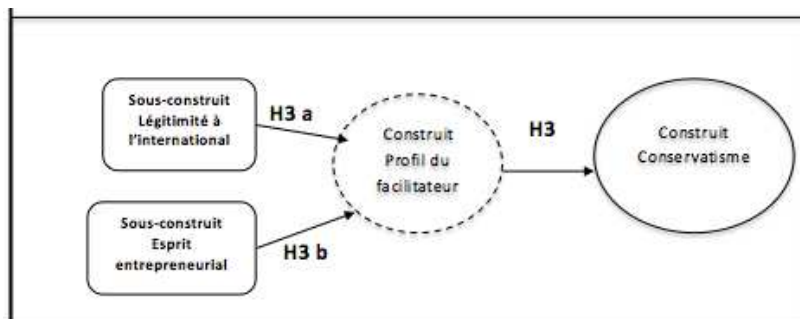 Sous-construit
Légitimité à
l'international
H3 a
Construit
Profil du
facilitateur
H3
Construit
Conservatisme
Sous-construit
Esprit
entrepreneurial
H3 b